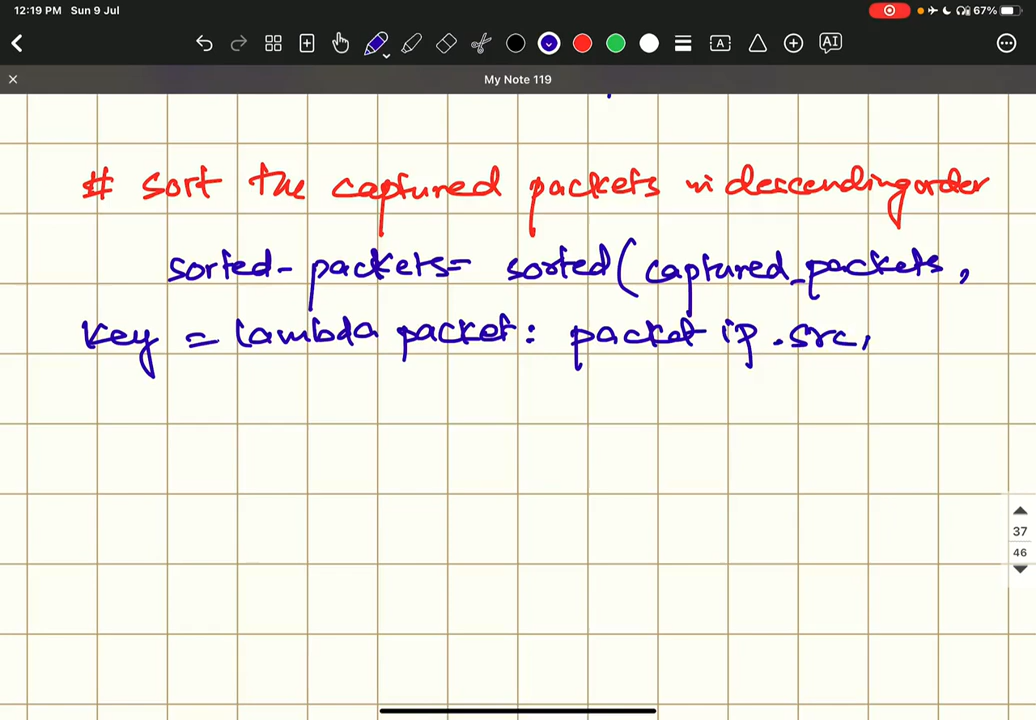 12:19 PM Sun 9 Jul 67%
A AI
My Note 119
# sort the captured packets in descending order
sorted_packets= sorted(captured_packets,
key = lambda packet: packet ip.src,
37
46